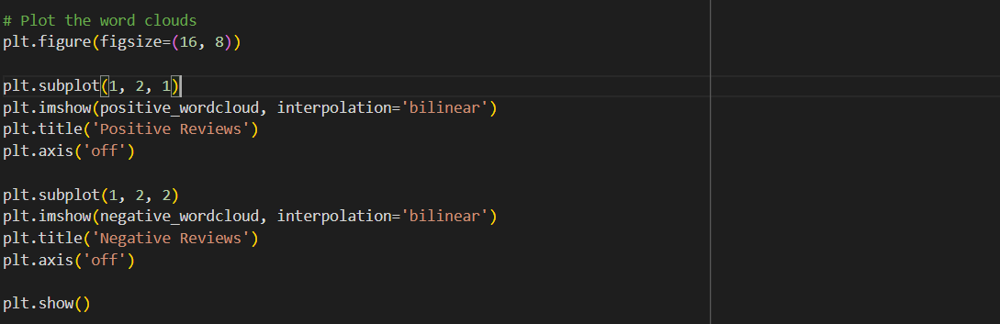 # Plot the word clouds
plt.figure(figsize=(16, 8))
plt.subplot(1, 2, 1)
plt.imshow(positive_wordcloud, interpolation='bilinear')
plt.title('Positive Reviews')
plt.axis('off')
plt.subplot(1, 2, 2)
plt.imshow(negative_wordcloud, interpolation='bilinear')
plt.title('Negative Reviews')
plt.axis('off')
plt.show()